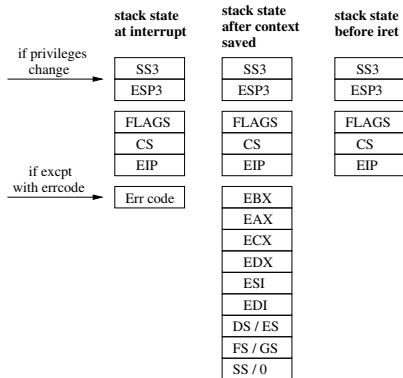 stack state
at interrupt
stack state
after context
saved
stack state
before iret
if privileges
change
SS3
ESP3
SS3
ESP3
SS3
ESP3
FLAGS
CS
EIP
FLAGS
CS
EIP
FLAGS
CS
EIP
if excpt
with errcode
Err code
EBX
EAX
ECX
EDX
ESI
EDI
DS / ES
FS / GS
SS / 0